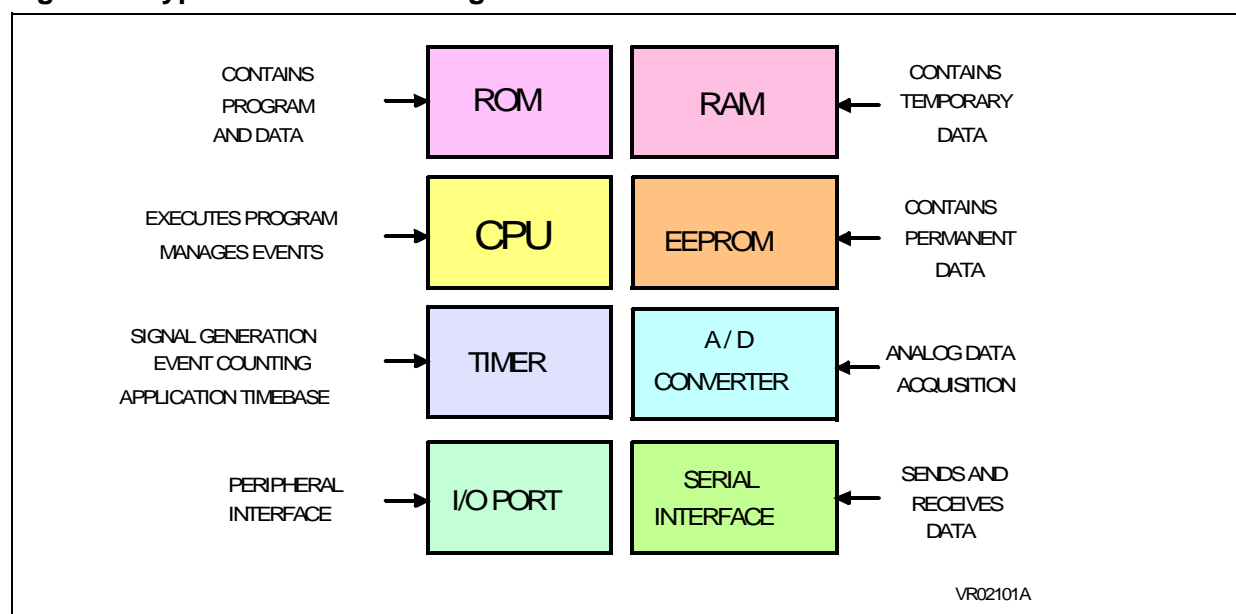 CONTAINS
PROGRAM
AND DATA
ROM
RAM
CONTAINS
TEMPORARY
DATA
EXECUTES PROGRAM
MANAGES EVENTS
CPU
EEPROM
CONTAINS
PERMANENT
DATA
SIGNAL GENERATION
EVENT COUNTING
APPLICATION TIMEBASE
TIMER
A / D
CONVERTER
ANALOG DATA
ACQUISITION
PERIPHERAL
INTERFACE
I/O PORT
SERIAL
INTERFACE
SENDS AND
RECEIVES
DATA
VR02101A